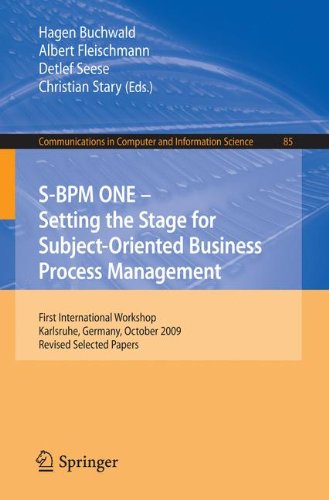 Hagen Buchwald
Albert Fleischmann
Detlef Seese
Christian Stary (Eds.)
Communications in Computer and Information Science 85
S-BPM ONE –
Setting the Stage for
Subject-Oriented Business
Process Management
First International Workshop
Karlsruhe, Germany, October 2009
Revised Selected Papers
Springer